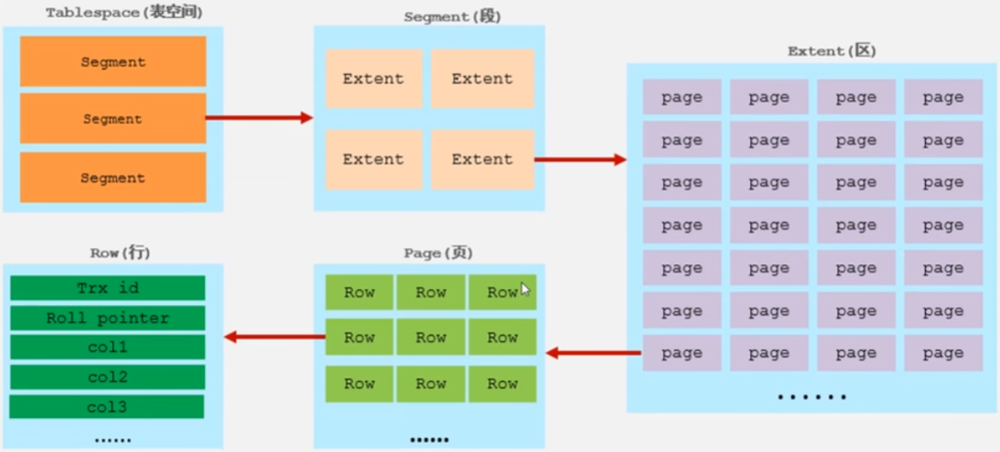 Tablespace(表空间)
Segment
Segment
Segment
Segment(段)
Extent Extent
Extent Extent
Extent(区)
page page page page
page page page page
page page page page
page page page page
page page page page
page page page page
page page page page
......
Row(行)
Trx id
Roll pointer
col1
col2
col3
......
Page(页)
Row Row Row
Row Row Row
Row Row Row
......